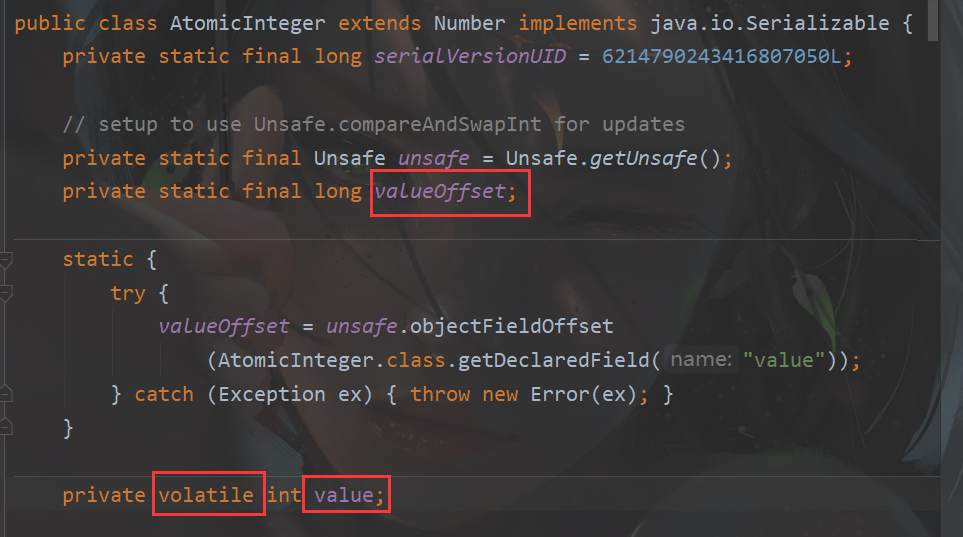 public class AtomicInteger extends Number implements java.io.Serializable {
private static final long serialVersionUID = 6214790243416807050L;
// setup to use Unsafe.compareAndSwapInt for updates
private static final Unsafe unsafe = Unsafe.getUnsafe();
private static final long valueOffset;
static {
try {
valueOffset = unsafe.objectFieldOffset
(AtomicInteger.class.getDeclaredField( name: "value"));
} catch (Exception ex) { throw new Error(ex); }
}
private volatile int value;